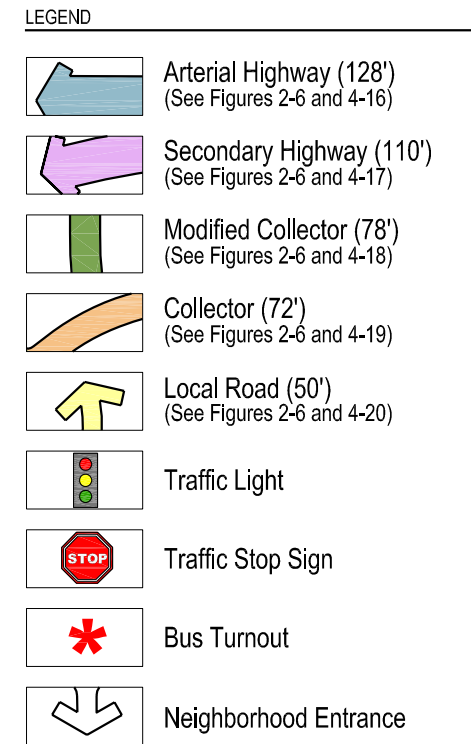 LEGEND
Arterial Highway (128')
(See Figures 2-6 and 4-16)
Secondary Highway (110')
(See Figures 2-6 and 4-17)
Modified Collector (78')
(See Figures 2-6 and 4-18)
Collector (72')
(See Figures 2-6 and 4-19)
Local Road (50')
(See Figures 2-6 and 4-20)
Traffic Light
STOP
Traffic Stop Sign
Bus Turnout
Neighborhood Entrance